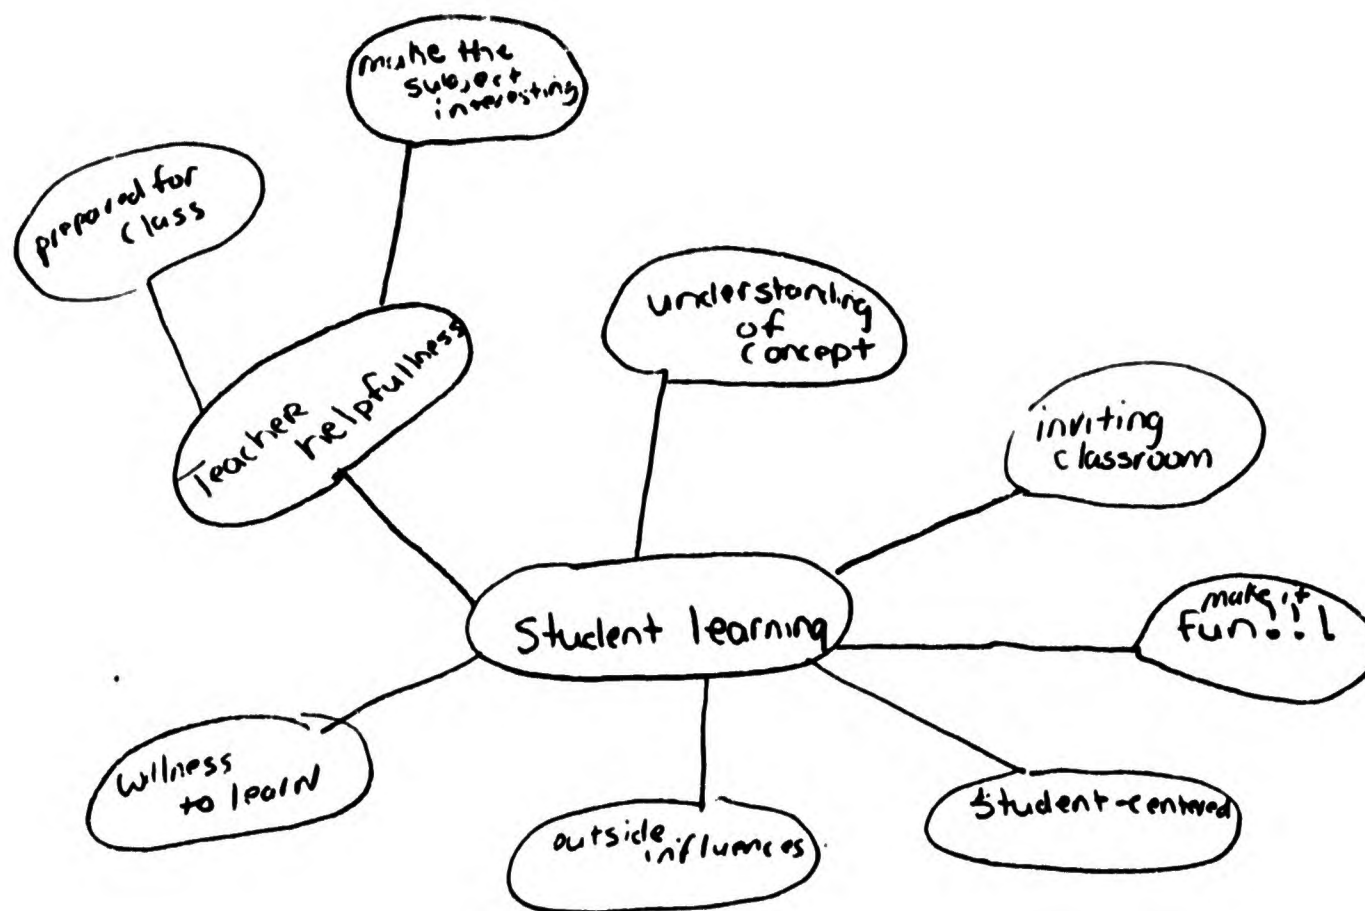 make the
subject
interesting
prepared for
class
Teacher
helpfullness
understanding
of
concept
inviting
classroom
Student learning
make it
fun!!!
willness
to learn
outside
influences
Student-centered